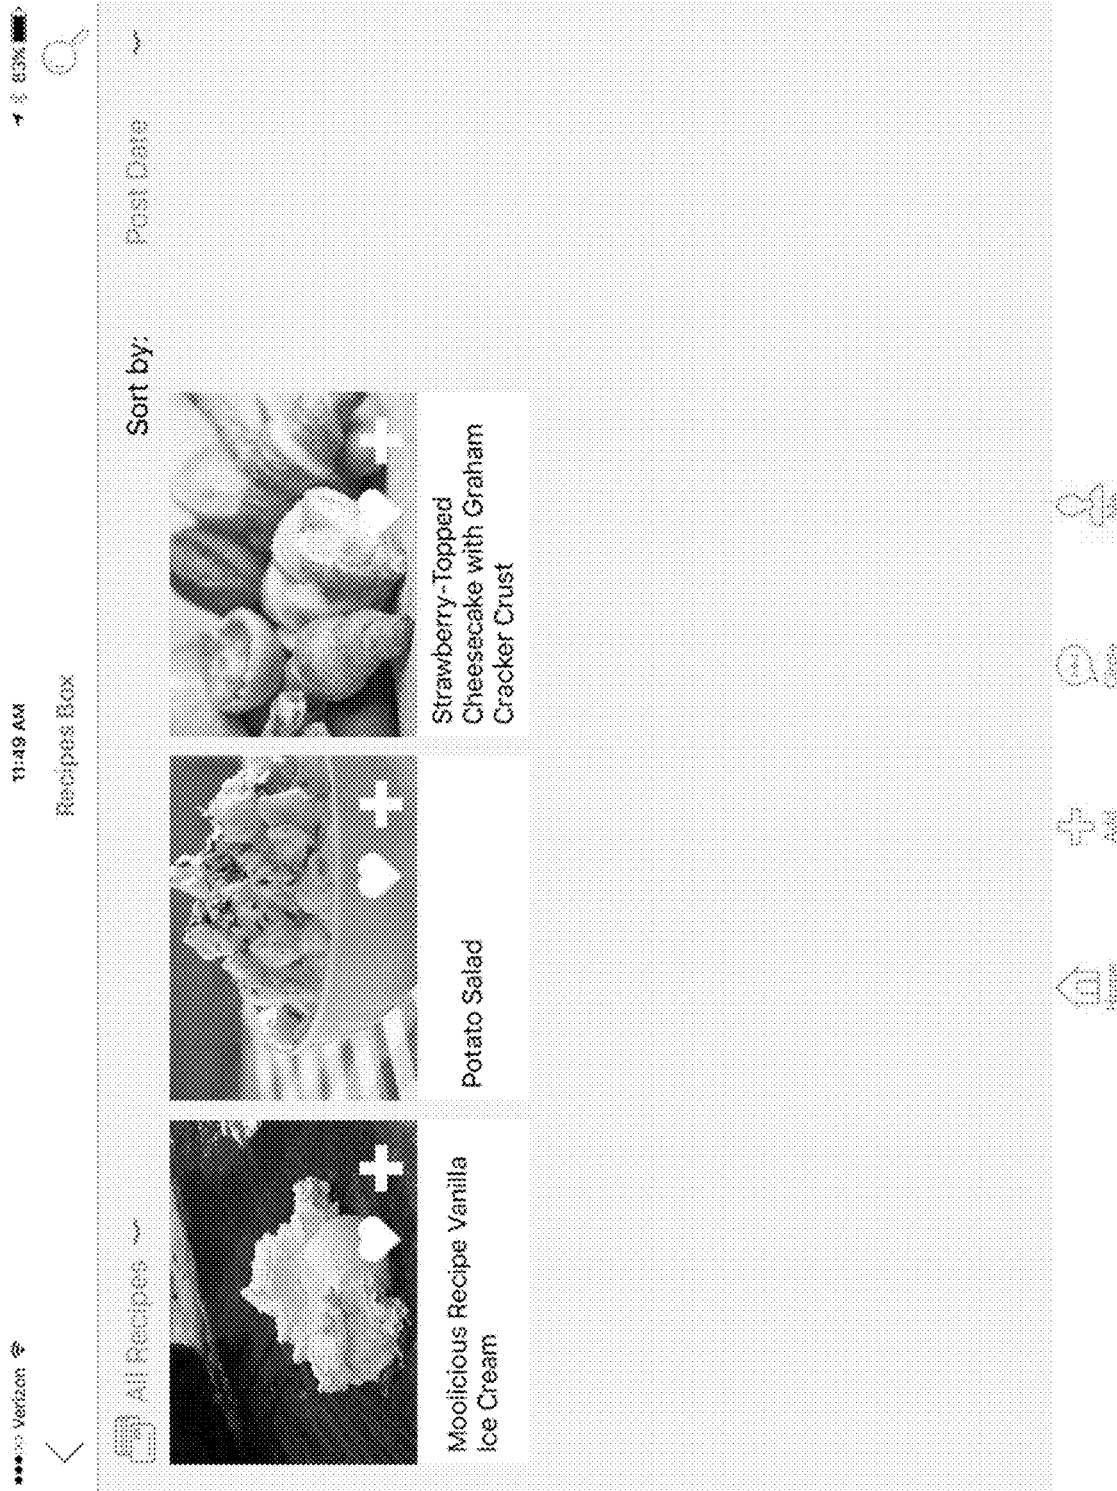 Verizon
11:49 AM
83%
Recipes Box
All Recipes
Sort by:
Post Date
Moolicious Recipe Vanilla
Ice Cream
Potato Salad
Strawberry-Topped
Cheesecake with Graham
Cracker Crust
Add